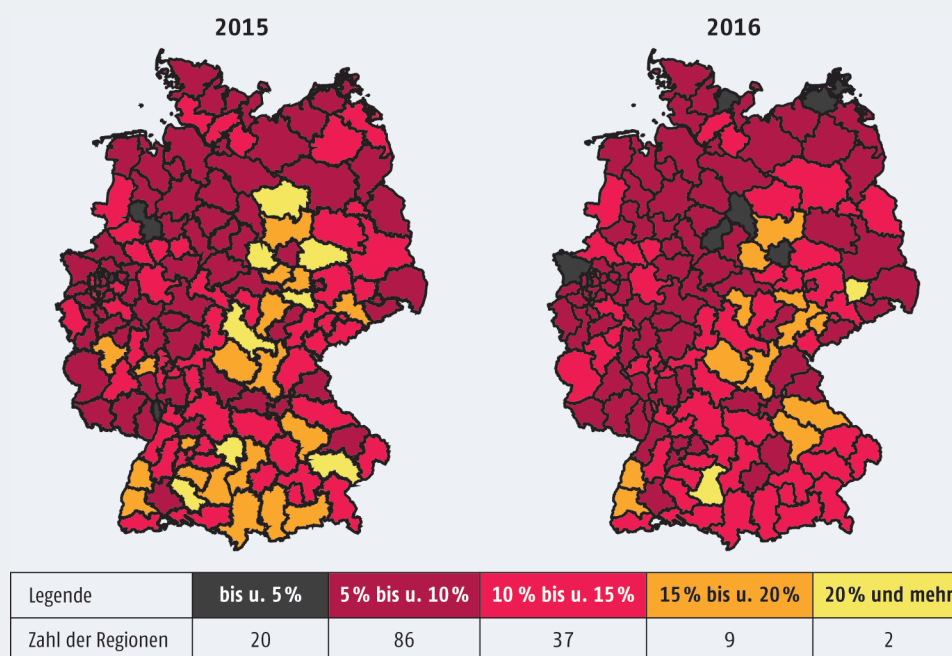 2015 2016
Legende bis u. 5 % 5 % bis u. 10 % 10 % bis u. 15 % 15 % bis u. 20 % 20 % und mehr
Zahl der Regionen 20 86 37 9 2